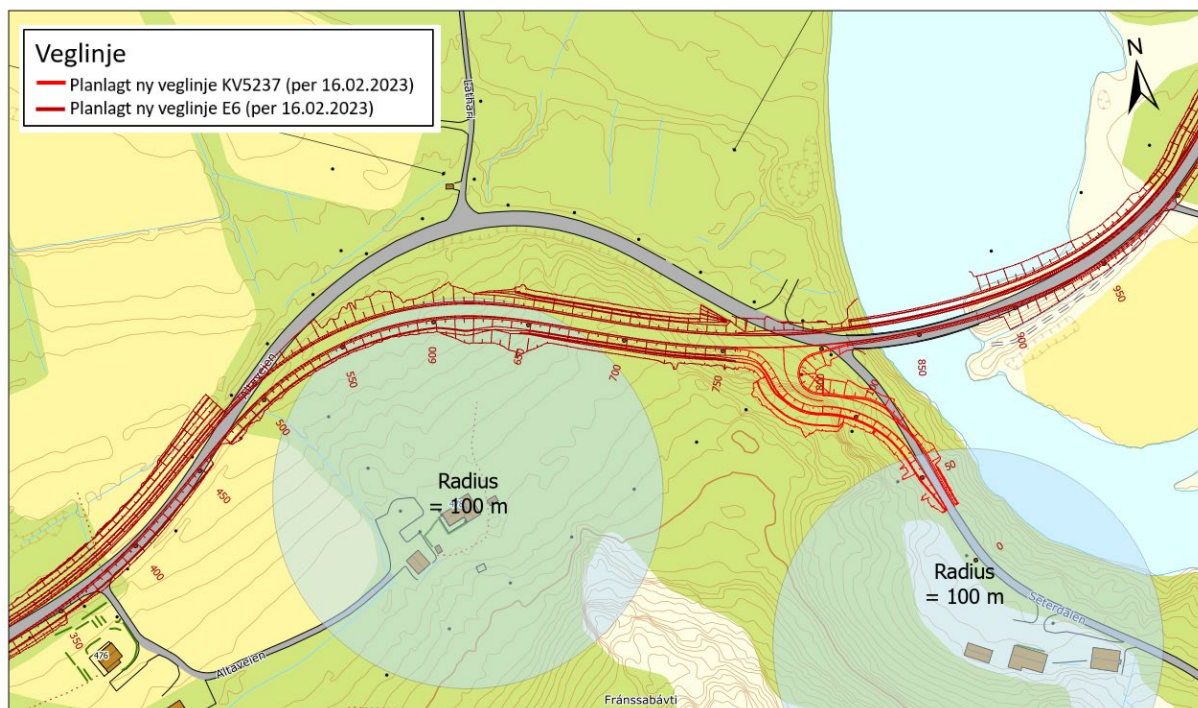 Veglinje
Planlagt ny veglinje KV5237 (per 16.02.2023)
Planlagt ny veglinje E6 (per 16.02.2023)
N
Altaveien
350
400
450
500
550
600
650
700
750
850
900
950
50
0
Radius
= 100 m
Radius
= 100 m
Seterdalen
476
Altaveien
Fránssabávti